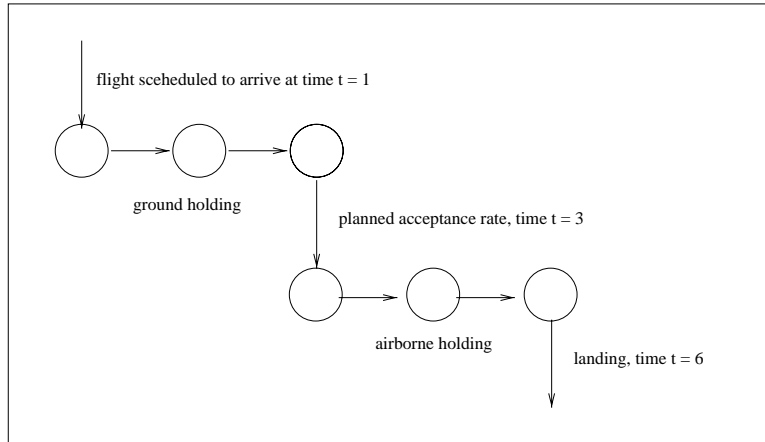 flight sceheduled to arrive at time t = 1
ground holding
planned acceptance rate, time t = 3
airborne holding
landing, time t = 6